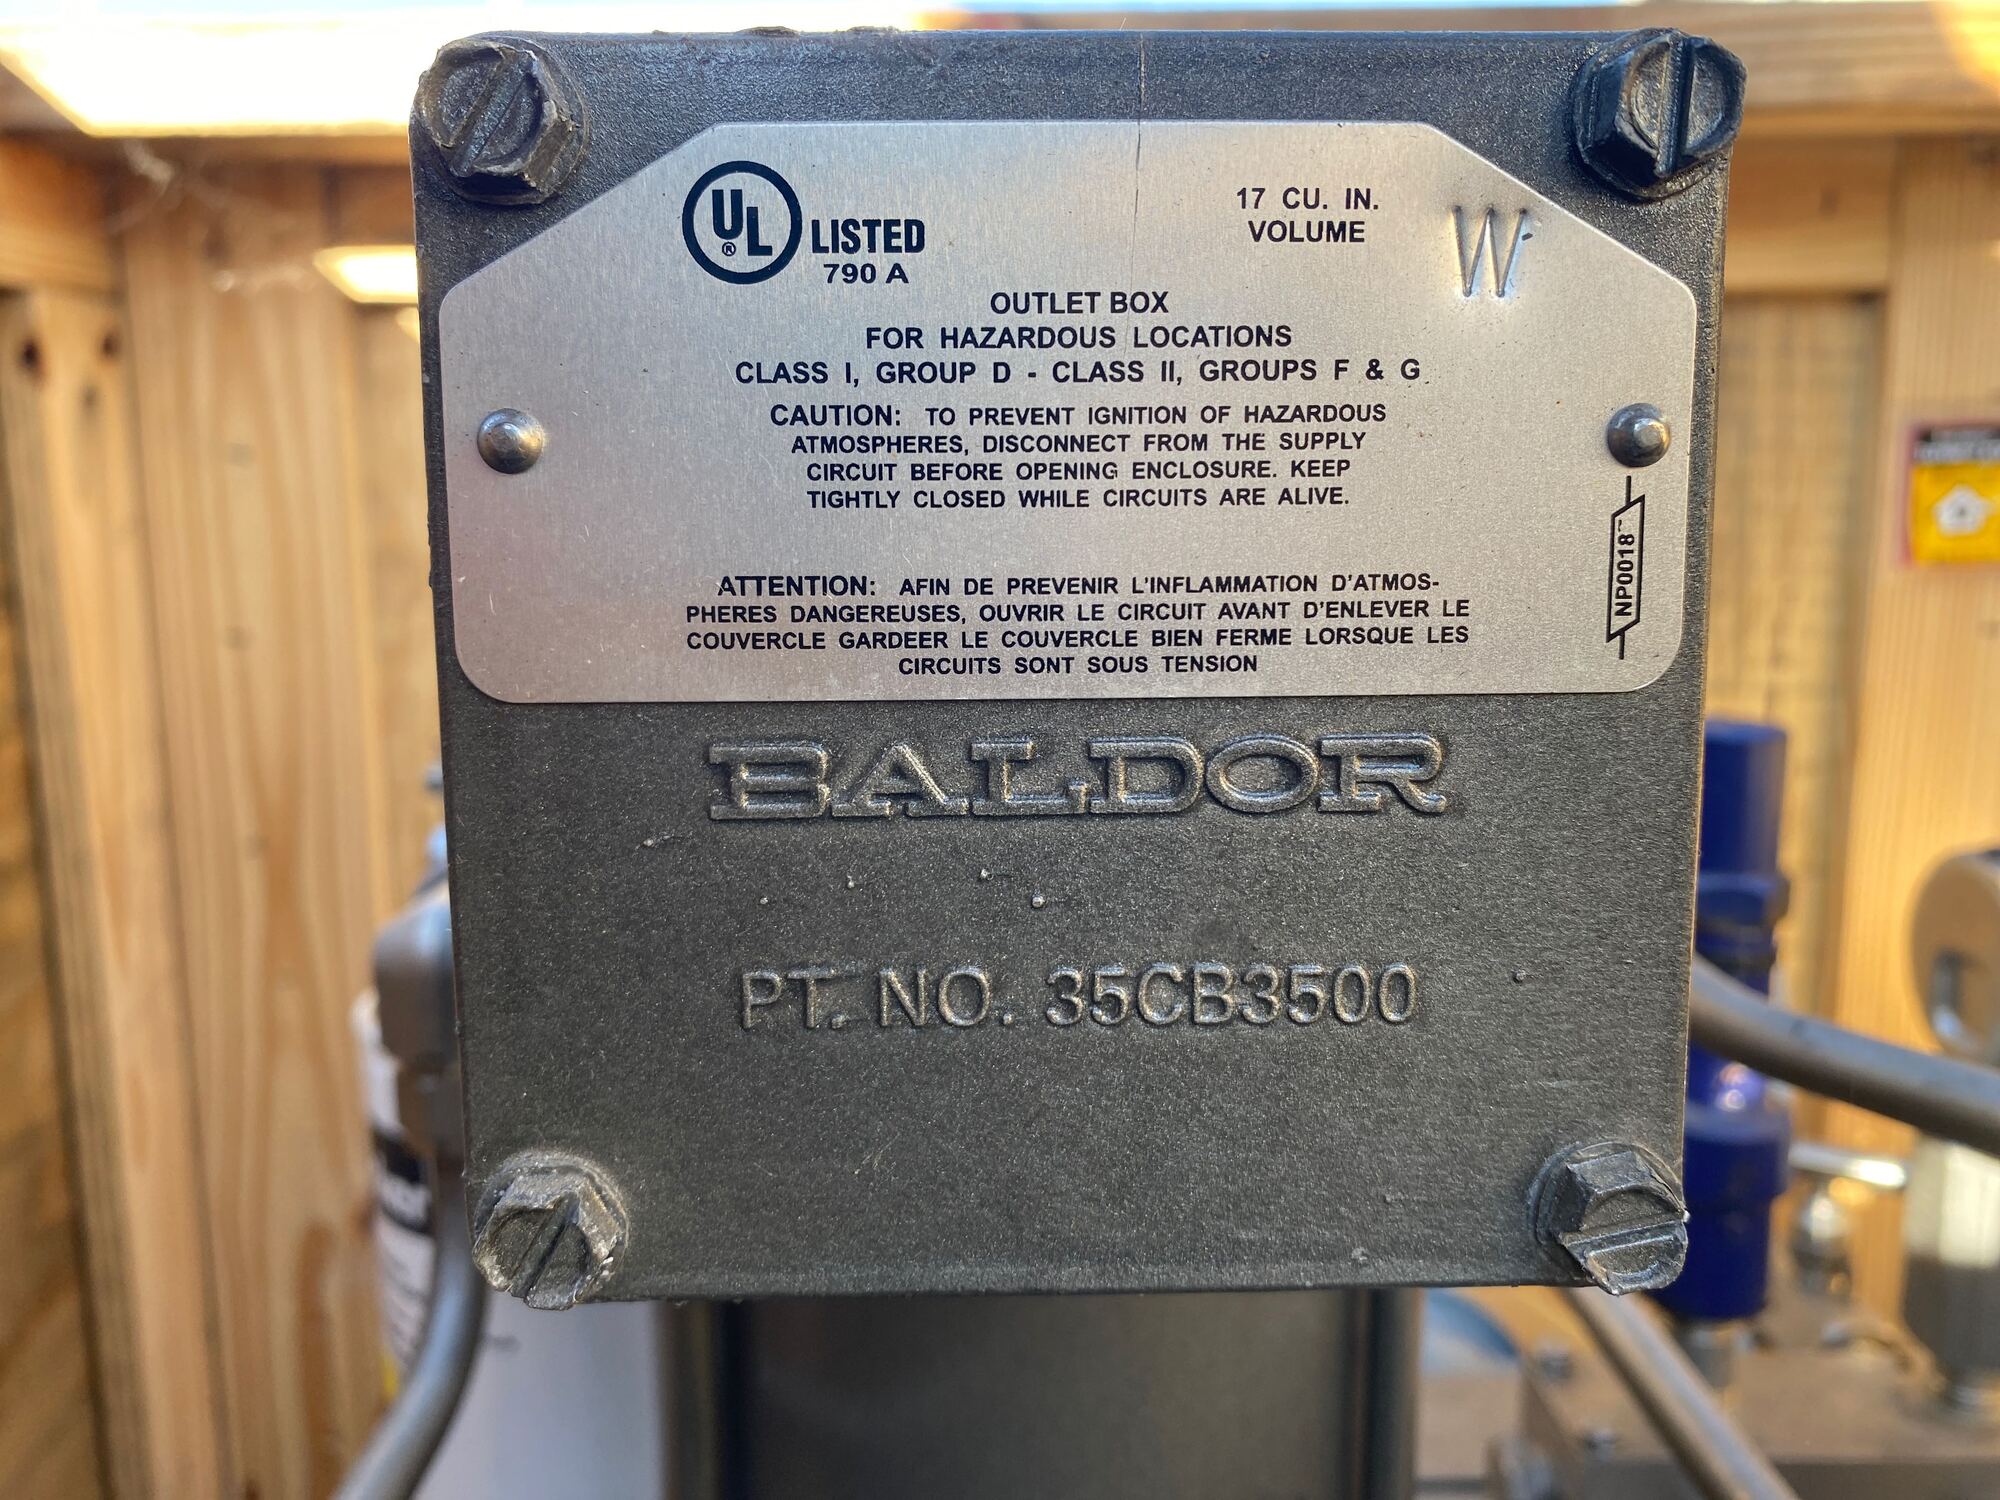 UL® LISTED
790 A
17 CU. IN.
VOLUME
W
OUTLET BOX
FOR HAZARDOUS LOCATIONS
CLASS I, GROUP D - CLASS II, GROUPS F & G
CAUTION: TO PREVENT IGNITION OF HAZARDOUS
ATMOSPHERES, DISCONNECT FROM THE SUPPLY
CIRCUIT BEFORE OPENING ENCLOSURE. KEEP
TIGHTLY CLOSED WHILE CIRCUITS ARE ALIVE.
ATTENTION: AFIN DE PREVENIR L'INFLAMMATION D'ATMOS-
PHERES DANGEREUSES, OUVRIR LE CIRCUIT AVANT D'ENLEVER LE
COUVERCLE GARDEER LE COUVERCLE BIEN FERME LORSQUE LES
CIRCUITS SONT SOUS TENSION
NP0018
BALDOR
PT. NO. 35CB3500